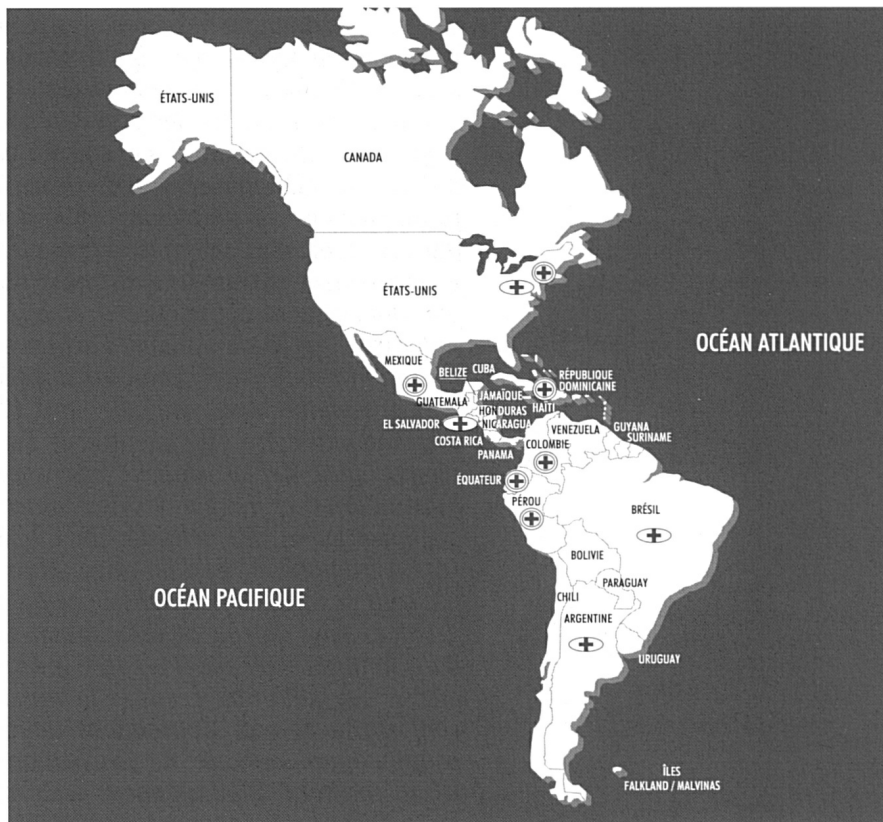 ÉTATS-UNIS
CANADA
ÉTATS-UNIS
OCÉAN ATLANTIQUE
MEXIQUE
BELIZE
CUBA
RÉPUBLIQUE
DOMINICAINE
JAMAÏQUE
GUATEMALA
HAÏTI
HONDURAS
EL SALVADOR
NICARAGUA
GUYANA
SURINAME
VENEZUELA
COSTA RICA
COLOMBIE
PANAMA
ÉQUATEUR
PÉROU
BRÉSIL
BOLIVIE
PARAGUAY
OCÉAN PACIFIQUE
CHILI
ARGENTINE
URUGUAY
ÎLES
FALKLAND / MALVINAS